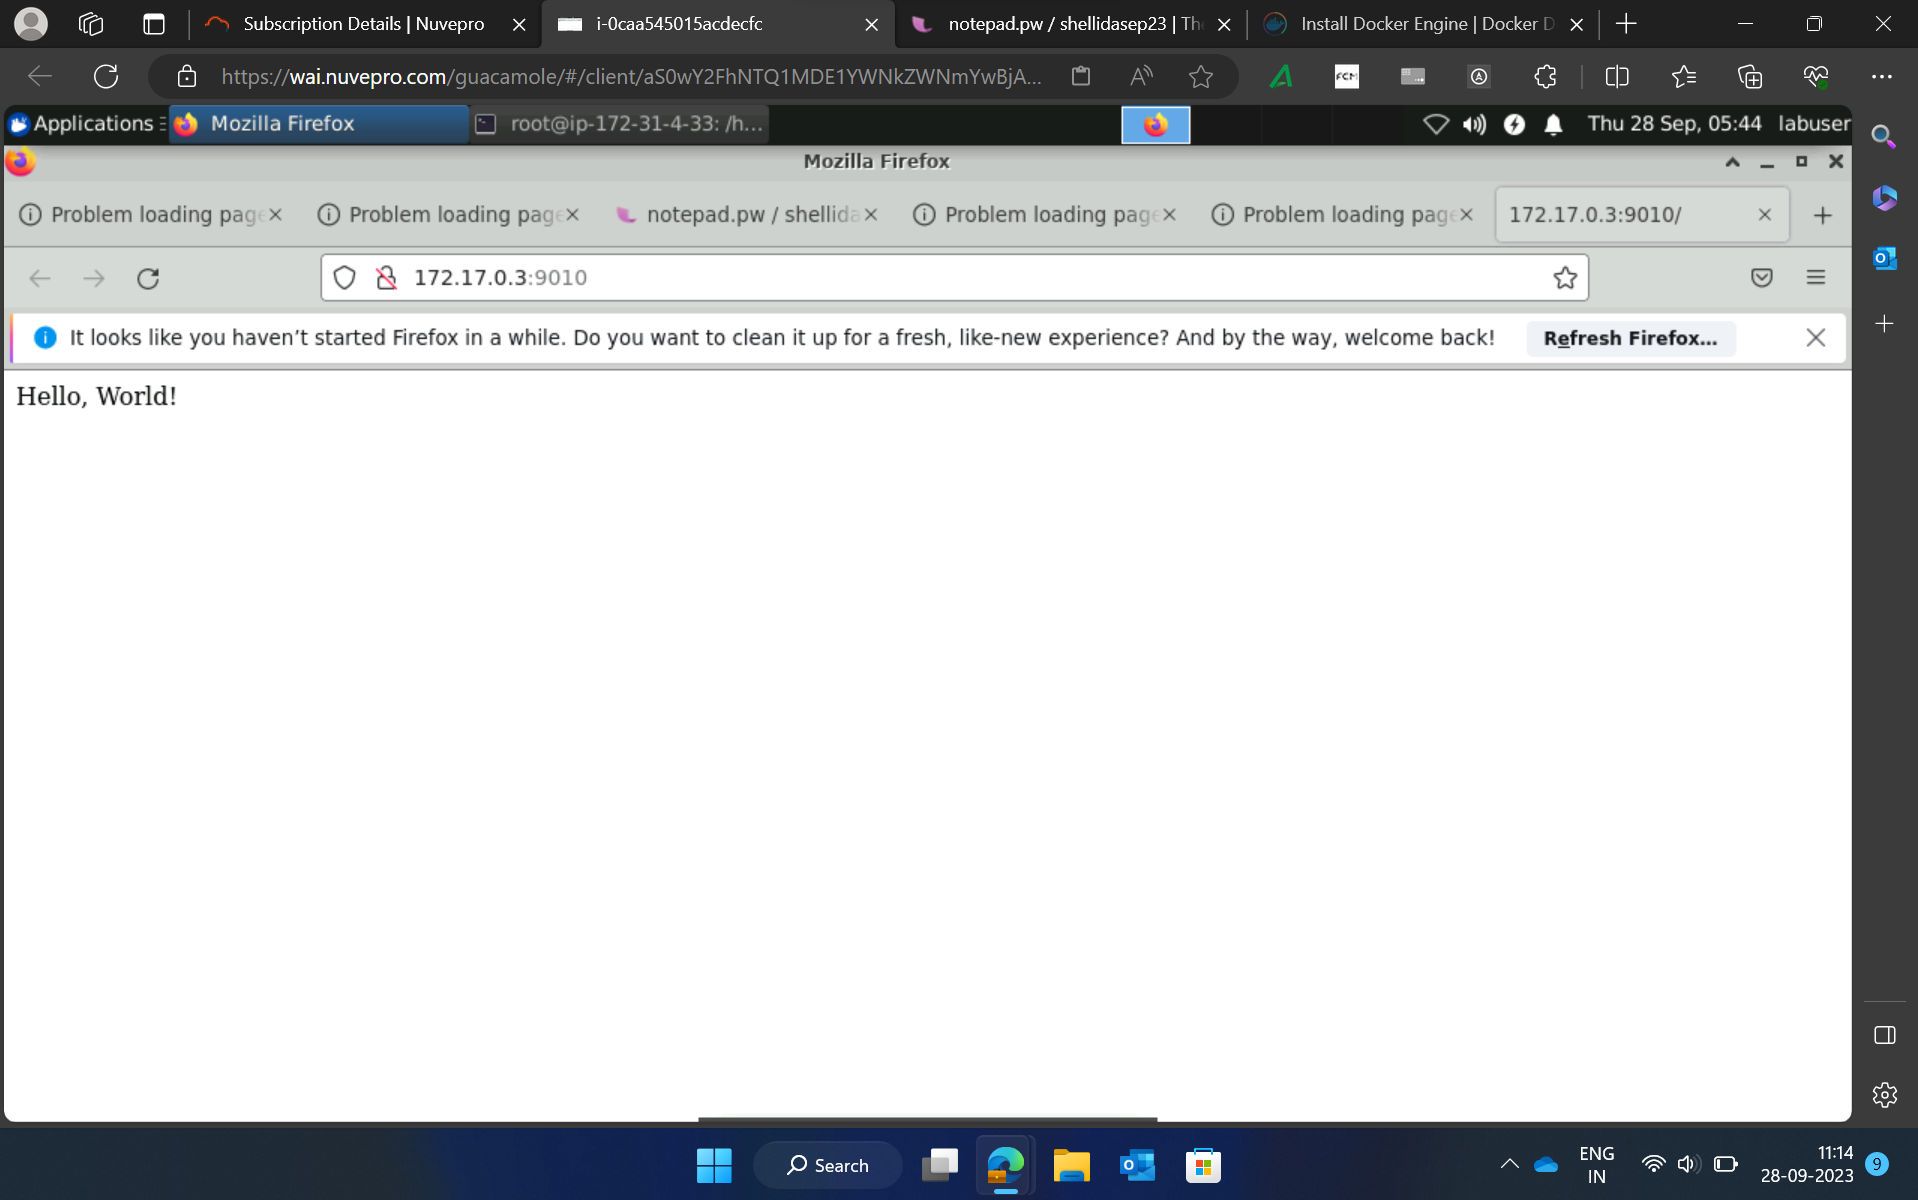 Subscription Details | Nuvepro
i-0caa545015acdecfc
notepad.pw / shellidasep23 | Th
Install Docker Engine | Docker D
https://wai.nuvepro.com/guacamole/#/client/aS0wY2FhNTQ1MDE1YWNkZWNmYwBjA...
FCM
Applications
Mozilla Firefox
root@ip-172-31-4-33: /h...
Thu 28 Sep, 05:44
labuser
Mozilla Firefox
Problem loading page
Problem loading page
notepad.pw / shellida
Problem loading page
Problem loading page
172.17.0.3:9010/
172.17.0.3:9010
It looks like you haven’t started Firefox in a while. Do you want to clean it up for a fresh, like-new experience? And by the way, welcome back!
Refresh Firefox...
Hello, World!
Search
ENG
IN
11:14
28-09-2023
9